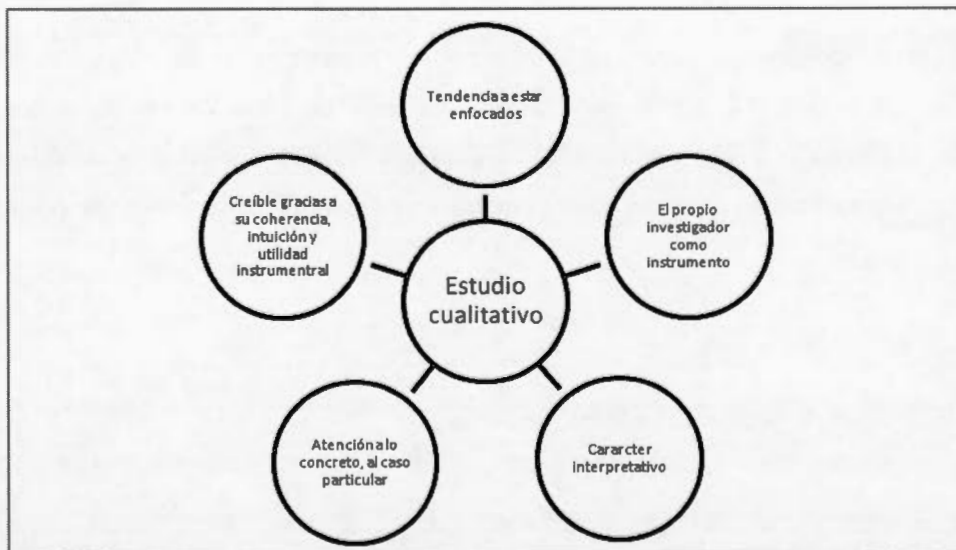 Tendencia a estar
enfocados
Creíble gracias a
su coherencia,
intuición y
utilidad
instrumentral
El propio
investigador
como
instrumento
Estudio
cualitativo
Atención a lo
concreto, al caso
particular
Cararcter
interpretativo